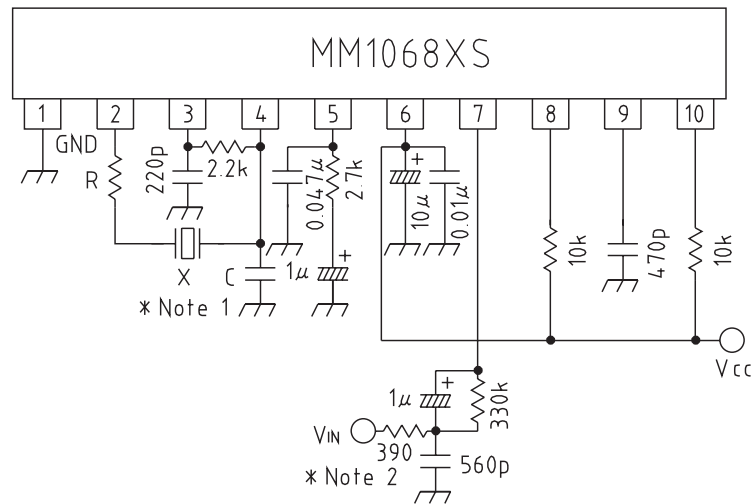 MM1068XS
1 2 3 4 5 6 7 8 9 10
GND
R
220p
2.2k
0.047μ
2.7k
10μ
+
0.01μ
10k
470p
10k
X
C
1μ
+
* Note 1
Vcc
1μ
+
330k
VIN
390
560p
* Note 2